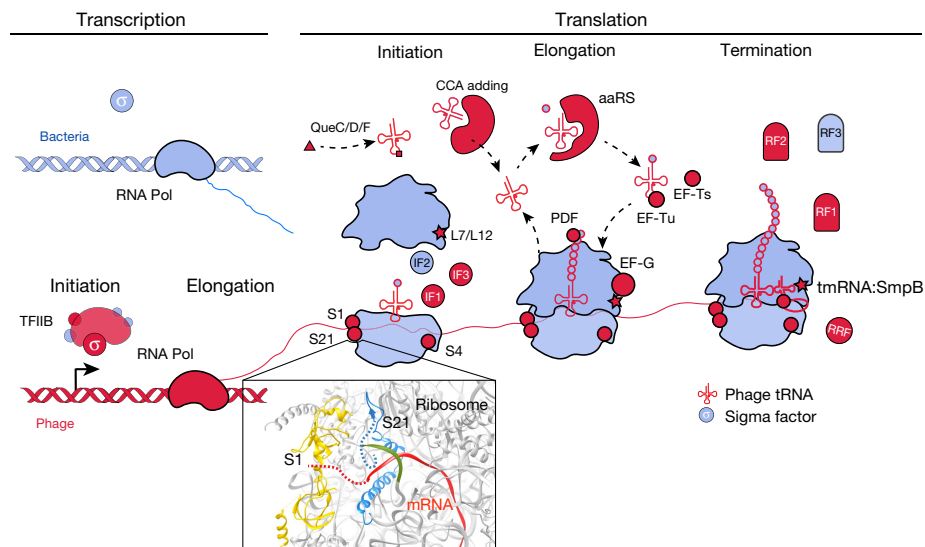 Transcription
Translation
Initiation
Elongation
Termination
σ
Bacteria
RNA Pol
QueC/D/F
CCA adding
aaRS
EF-Ts
EF-Tu
RF2
RF3
RF1
L7/L12
IF2
IF3
IF1
PDF
EF-G
tmRNA:SmpB
RRF
Initiation
Elongation
TFIIB
σ
RNA Pol
Phage
S1
S21
S4
Ribosome
S21
S1
mRNA
Phage tRNA
σ Sigma factor